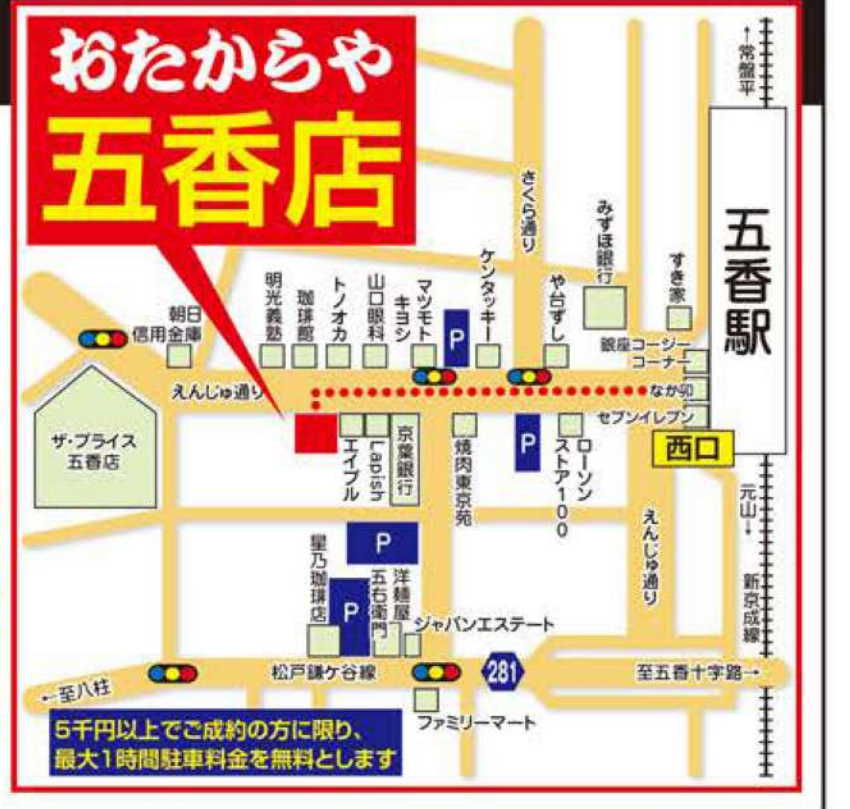 おたからや
五香店
←常盤平
五香駅
さくら通り
みずほ銀行
すき家
ケンタッキー
や台ずし
マツモト
キヨシ
山口眼科
トノオカ
珈琲館
明光義塾
朝日
信用金庫
P
銀座コージー
コーナー
なか卯
セブンイレブン
西口
えんじゅ通り
ザ・プライス
五香店
エイブル
Lapish
京葉銀行
焼肉東京苑
P
ローソン
ストア100
元山→
新京成線
えんじゅ通り
P
星乃珈琲店
P
洋麺屋
五右衛門
ジャパンエステート
281
松戸鎌ケ谷線
至五香十字路→
←至八柱
ファミリーマート
5千円以上でご成約の方に限り、
最大1時間駐車料金を無料とします